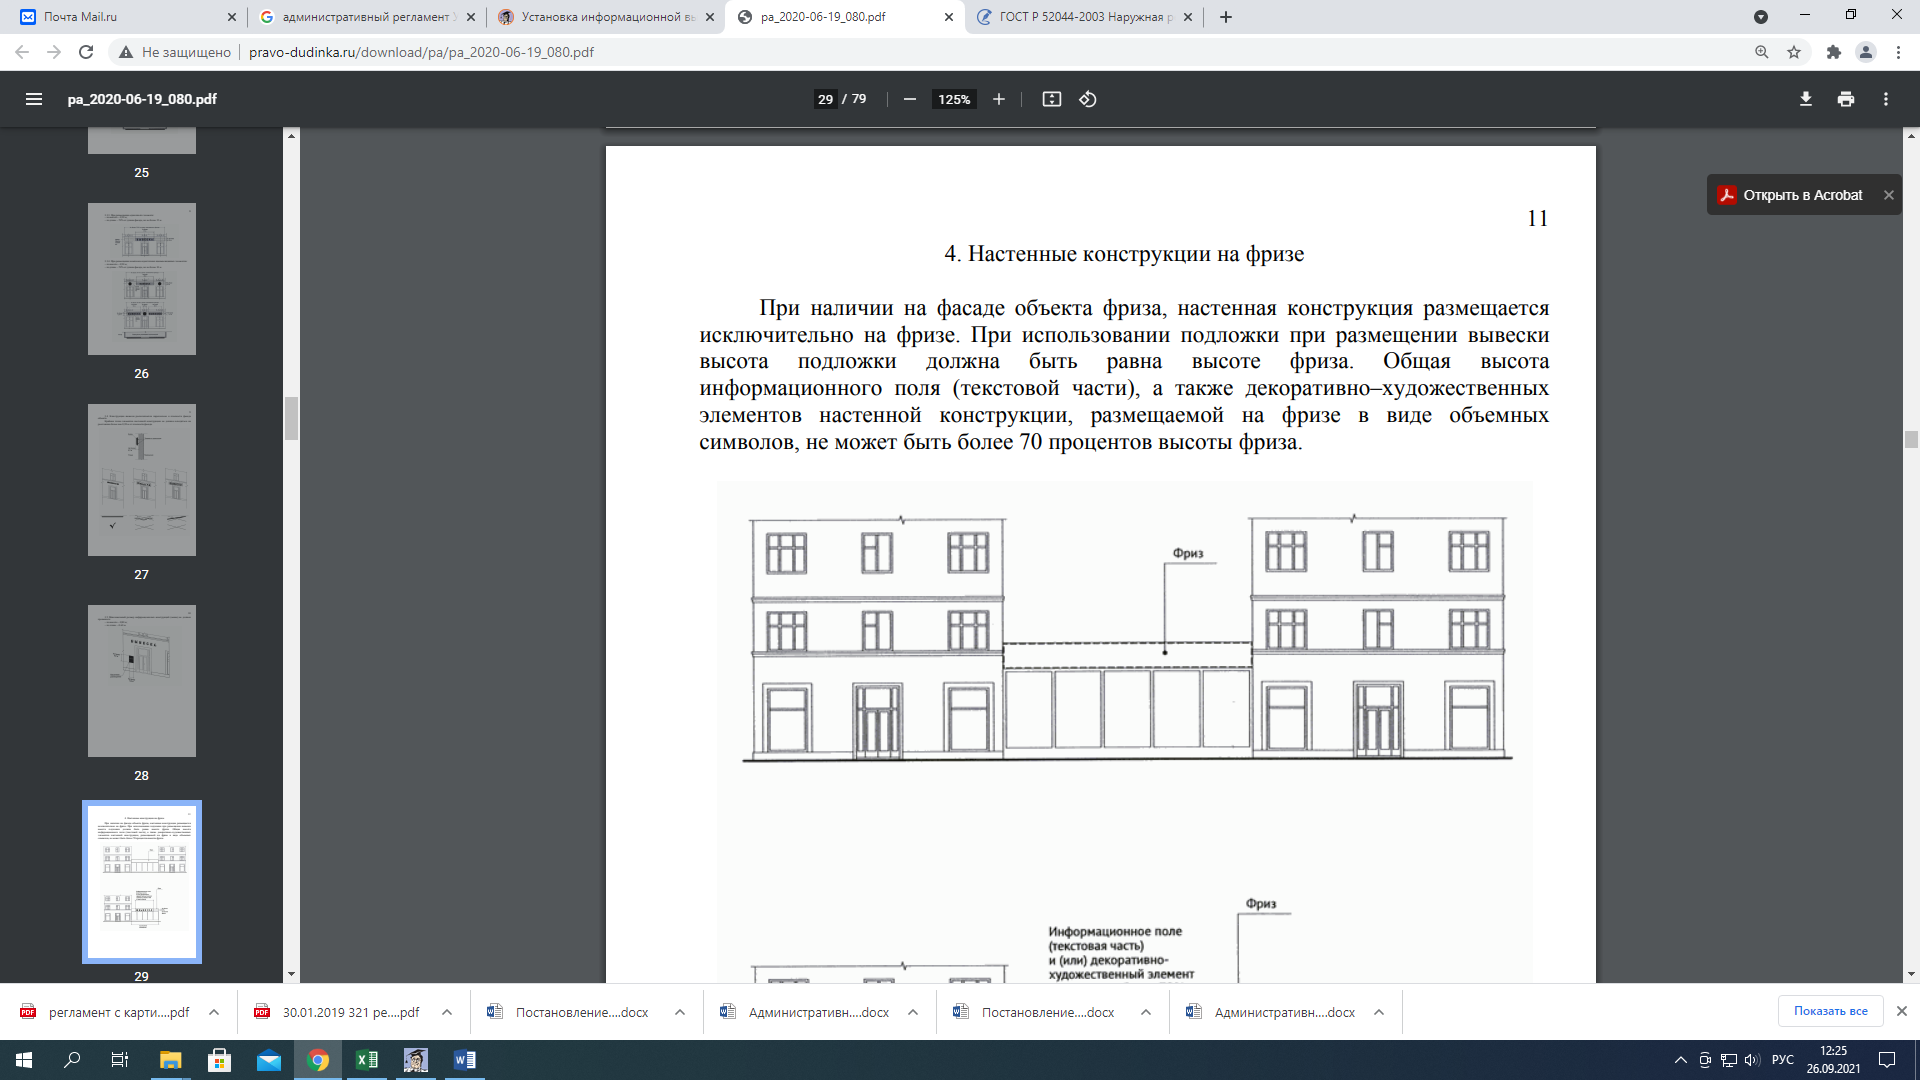 Почта Mail.ru
административный регламент
Установка информационной вы
pa_2020-06-19_080.pdf
ГОСТ Р 52044-2003 Наружная р
Не защищено
pravo-dudinka.ru/download/pa/pa_2020-06-19_080.pdf
pa_2020-06-19_080.pdf
29 / 79
125%
25
26
27
28
29
Открыть в Acrobat
11
4. Настенные конструкции на фризе
При наличии на фасаде объекта фриза, настенная конструкция размещается
исключительно на фризе. При использовании подложки при размещении вывески
высота подложки должна быть равна высоте фриза. Общая высота
информационного поля (текстовой части), а также декоративно–художественных
элементов настенной конструкции, размещаемой на фризе в виде объемных
символов, не может быть более 70 процентов высоты фриза.
Фриз
Фриз
Информационное поле
(текстовая часть)
и (или) декоративно-
художественный элемент
регламент с карти....pdf
30.01.2019 321 ре....pdf
Постановление....docx
Административн....docx
Постановление....docx
Административн....docx
Показать все
РУС
12:25
26.09.2021